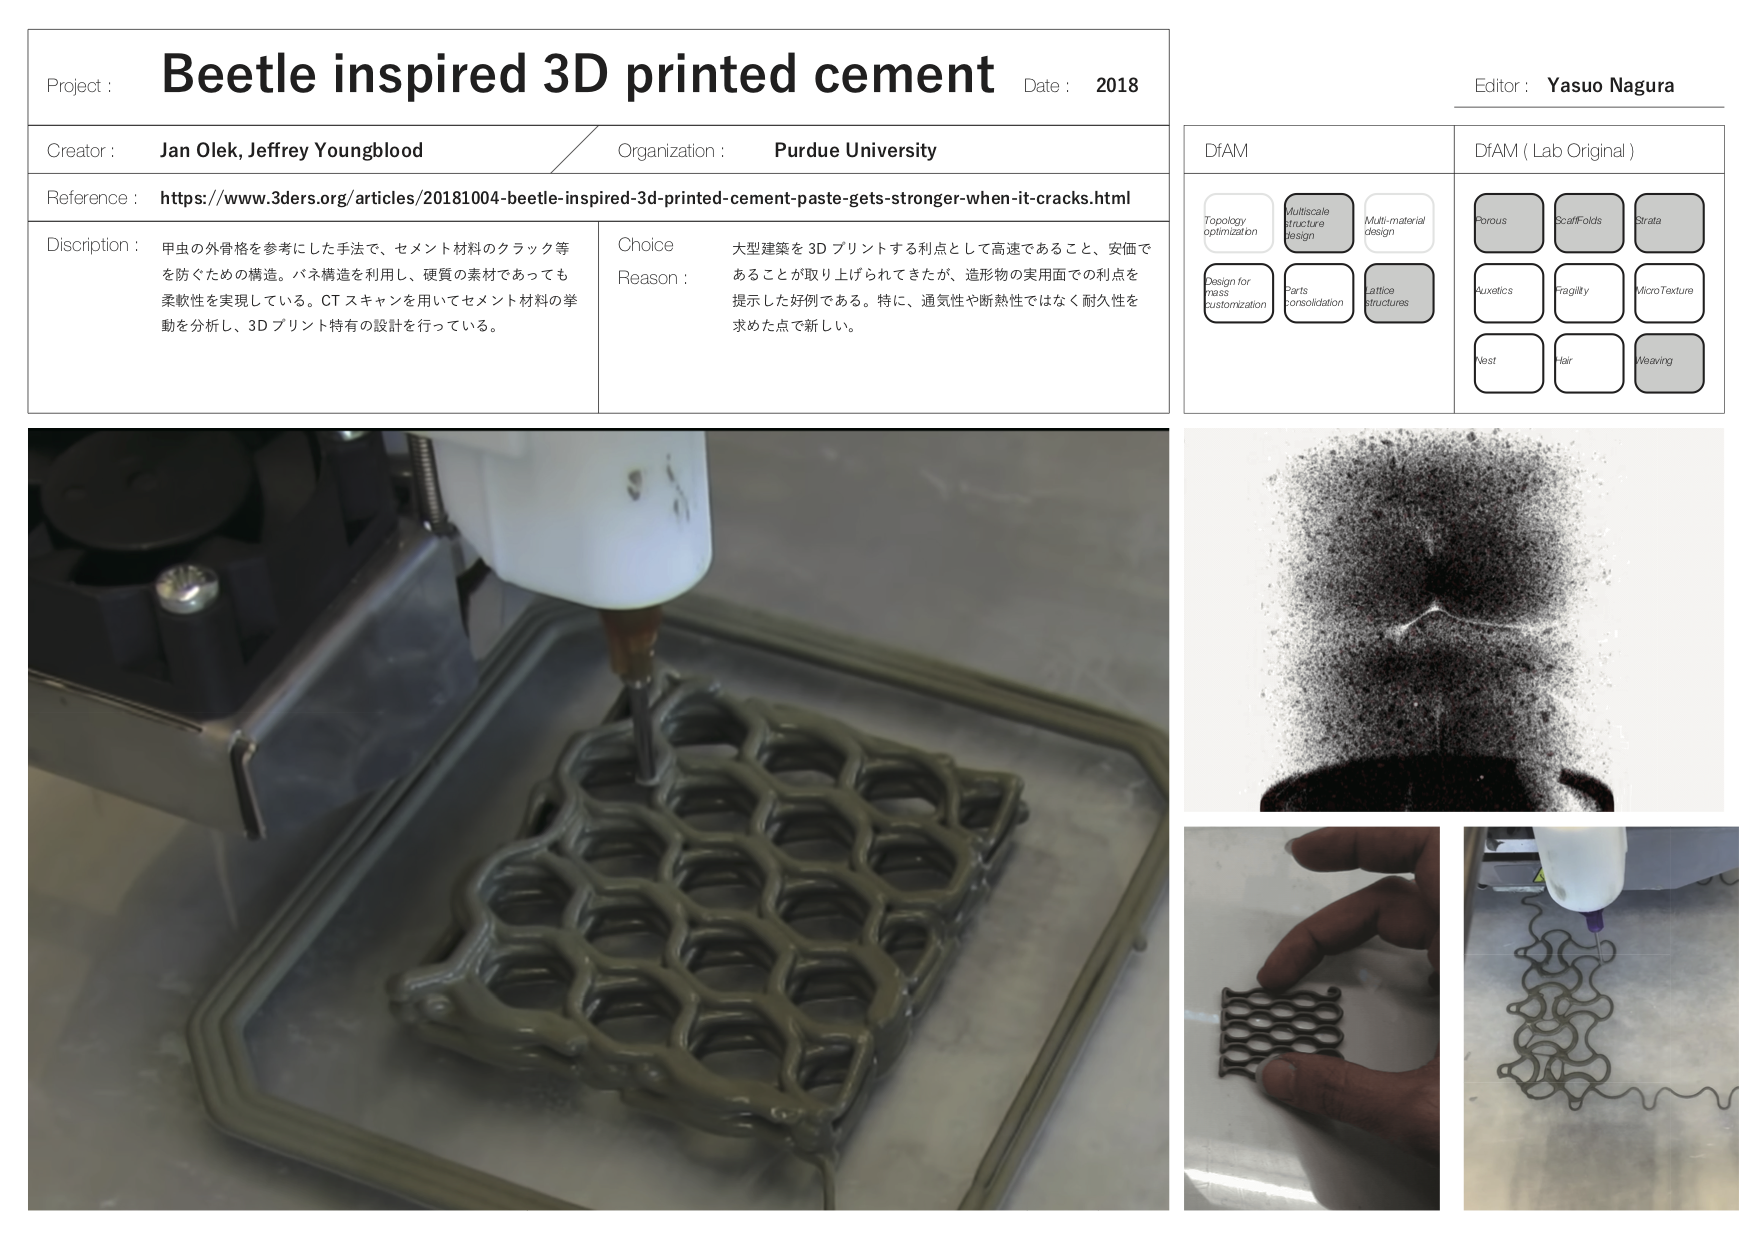 Project :
Beetle inspired 3D printed cement
Date :
2018
Editor :
Yasuo Nagura
Creator :
Jan Olek, Jeffrey Youngblood
Organization :
Purdue University
Reference :
https://www.3ders.org/articles/20181004-beetle-inspired-3d-printed-cement-paste-gets-stronger-when-it-cracks.html
Discription :
甲虫の外骨格を参考にした手法で、セメント材料のクラック等
を防ぐための構造。バネ構造を利用し、硬質の素材であっても
柔軟性を実現している。CT スキャンを用いてセメント材料の挙
動を分析し、3D プリント特有の設計を行っている。
Choice
Reason :
大型建築を 3D プリントする利点として高速であること、安価で
あることが取り上げられてきたが、造形物の実用面での利点を
提示した好例である。特に、通気性や断熱性ではなく耐久性を
求めた点で新しい。
DfAM
Topology
optimization
Multiscale
structure
design
Multi-material
design
Design for
mass
customization
Parts
consolidation
Lattice
structures
DfAM ( Lab Original )
Porous
ScaffFolds
Strata
Auxetics
Fragility
MicroTexture
Nest
Hair
Weaving